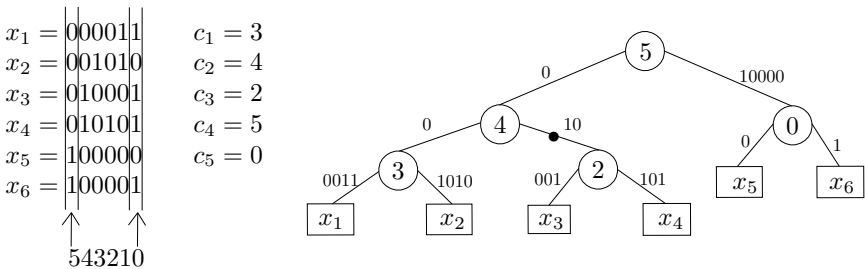 x₁ = 000011 c₁ = 3
x₂ = 001010 c₂ = 4
x₃ = 010001 c₃ = 2
x₄ = 010101 c₄ = 5
x₅ = 100000 c₅ = 0
x₆ = 100001
543210
5
0 10000
4 0
0 10 0 1
3 2 x₅ x₆
0011 1010 001 101
x₁ x₂ x₃ x₄